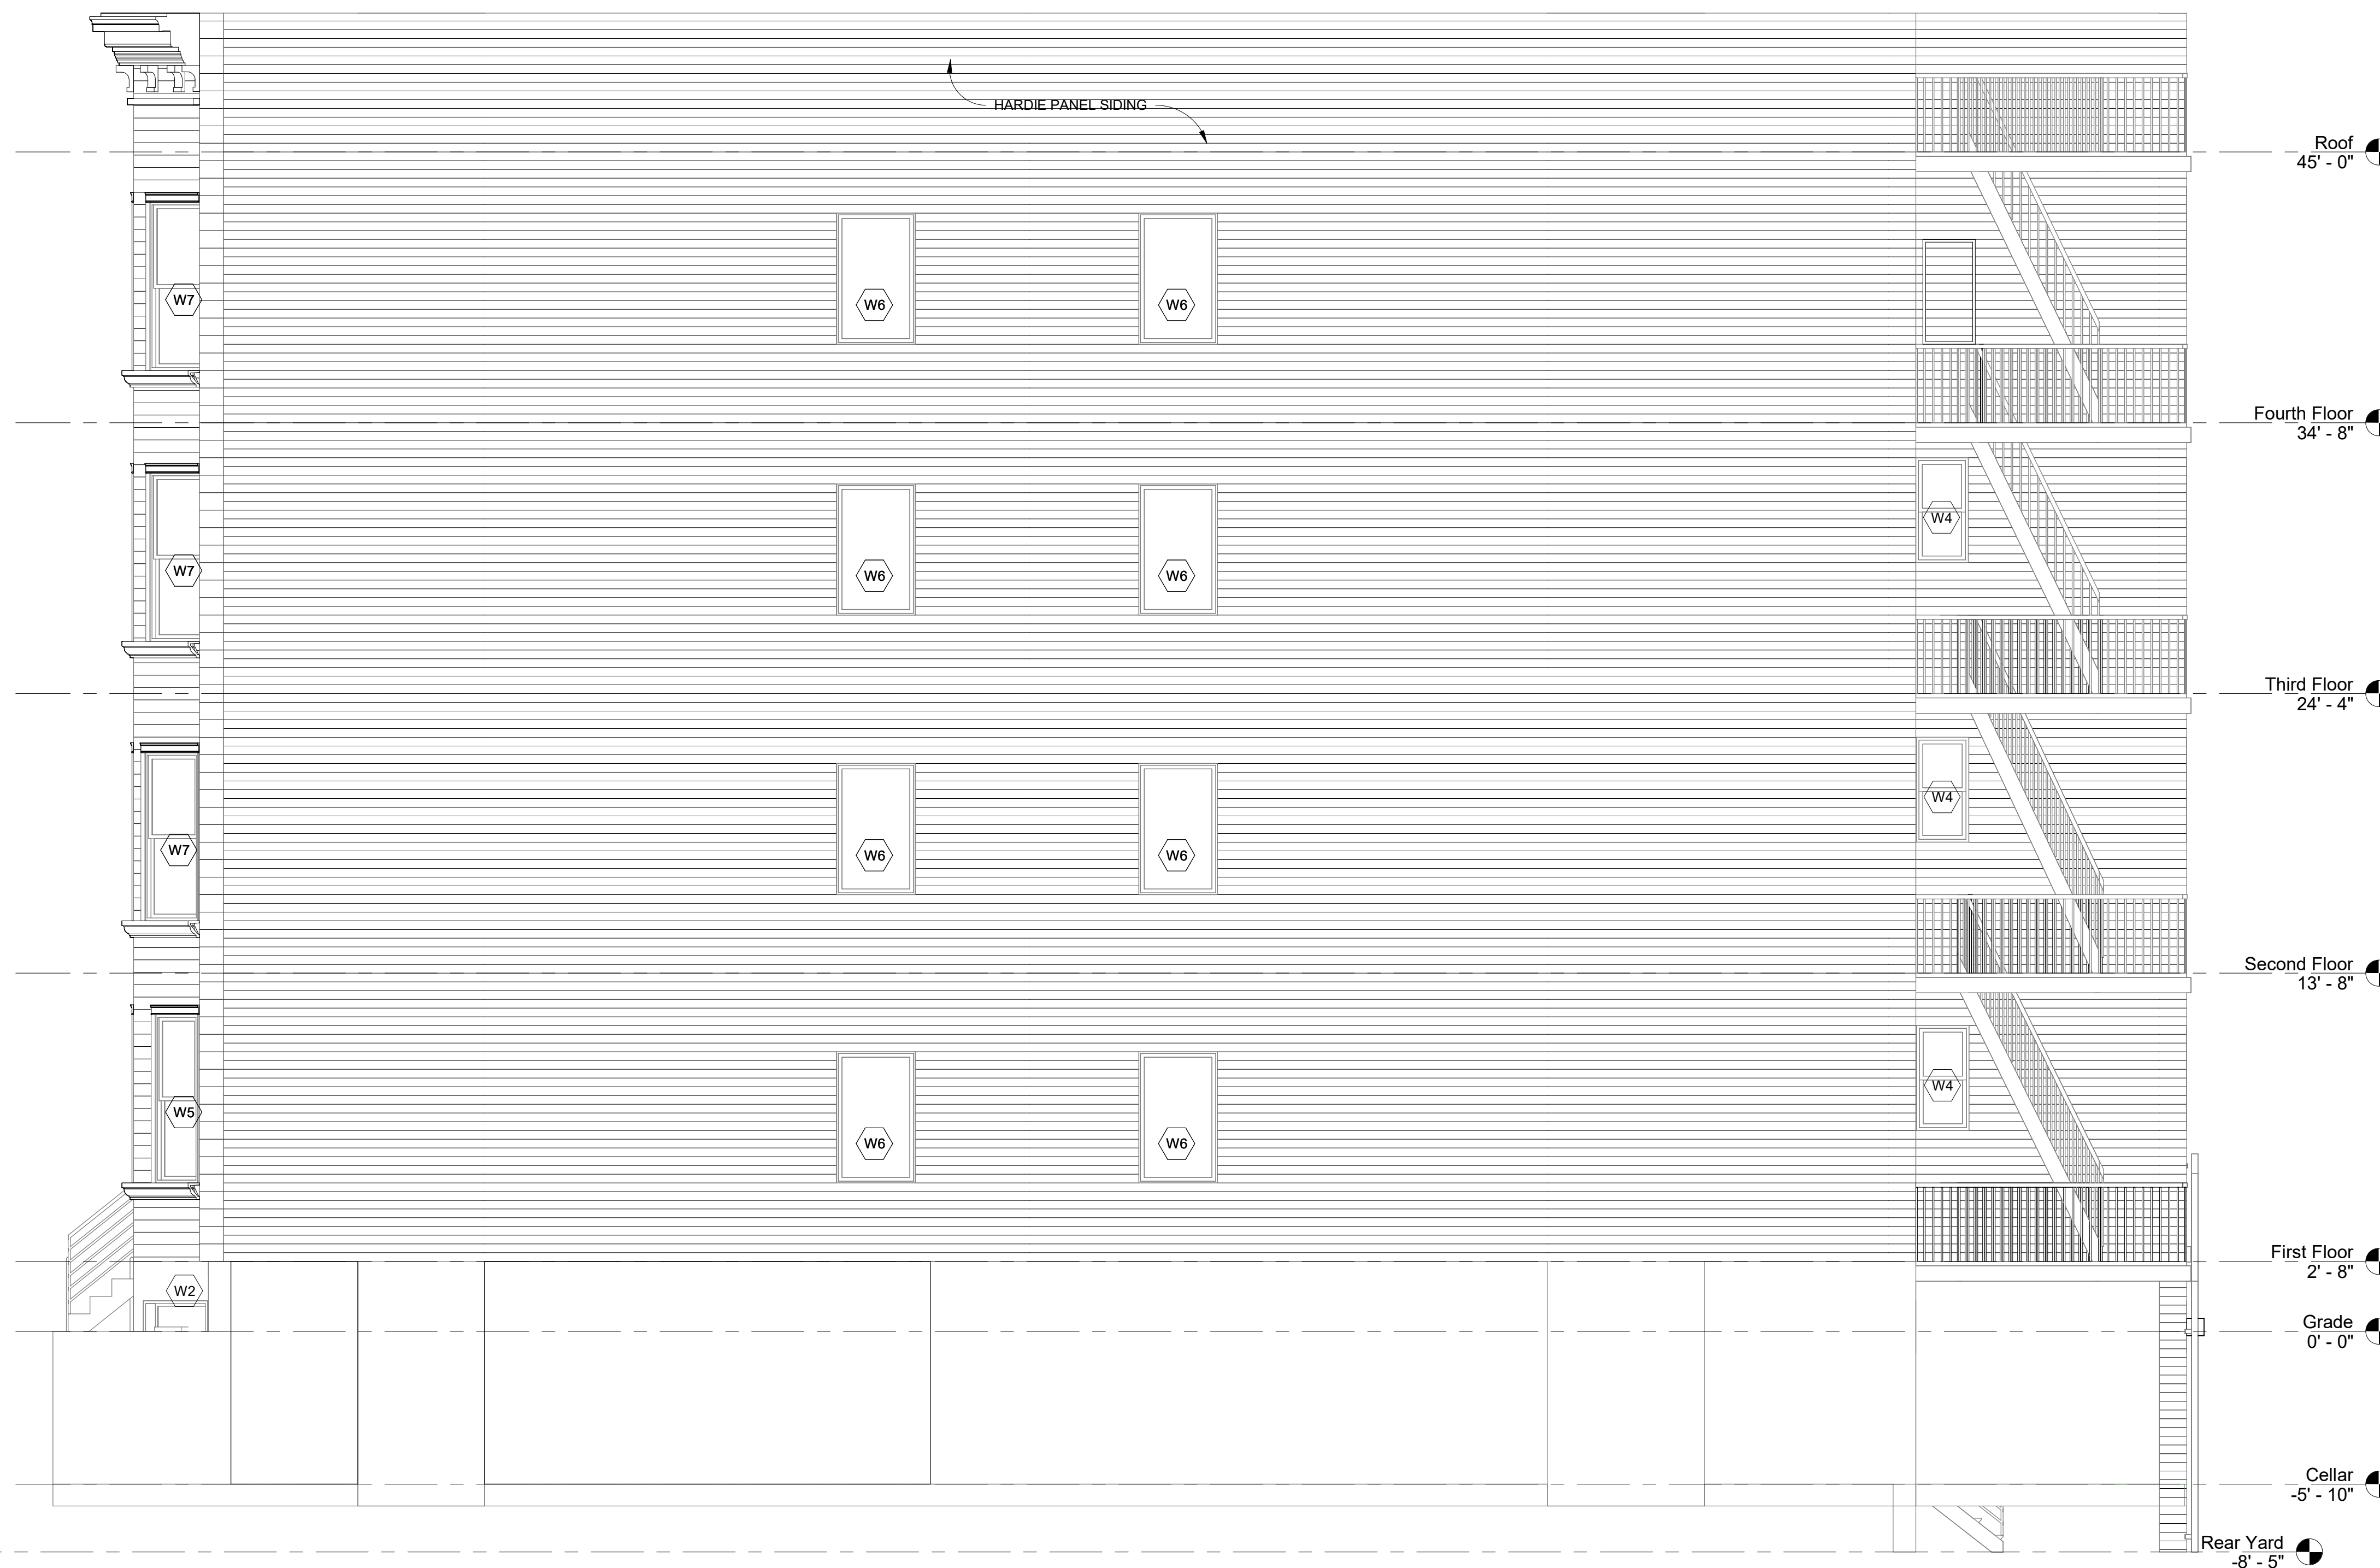 HARDIE PANEL SIDING
Roof
45' - 0"
W7
W6
W6
Fourth Floor
34' - 8"
W7
W6
W6
W4
Third Floor
24' - 4"
W7
W6
W6
W4
Second Floor
13' - 8"
W5
W6
W6
W4
First Floor
2' - 8"
W2
Grade
0' - 0"
Cellar
-5' - 10"
Rear Yard
-8' - 5"